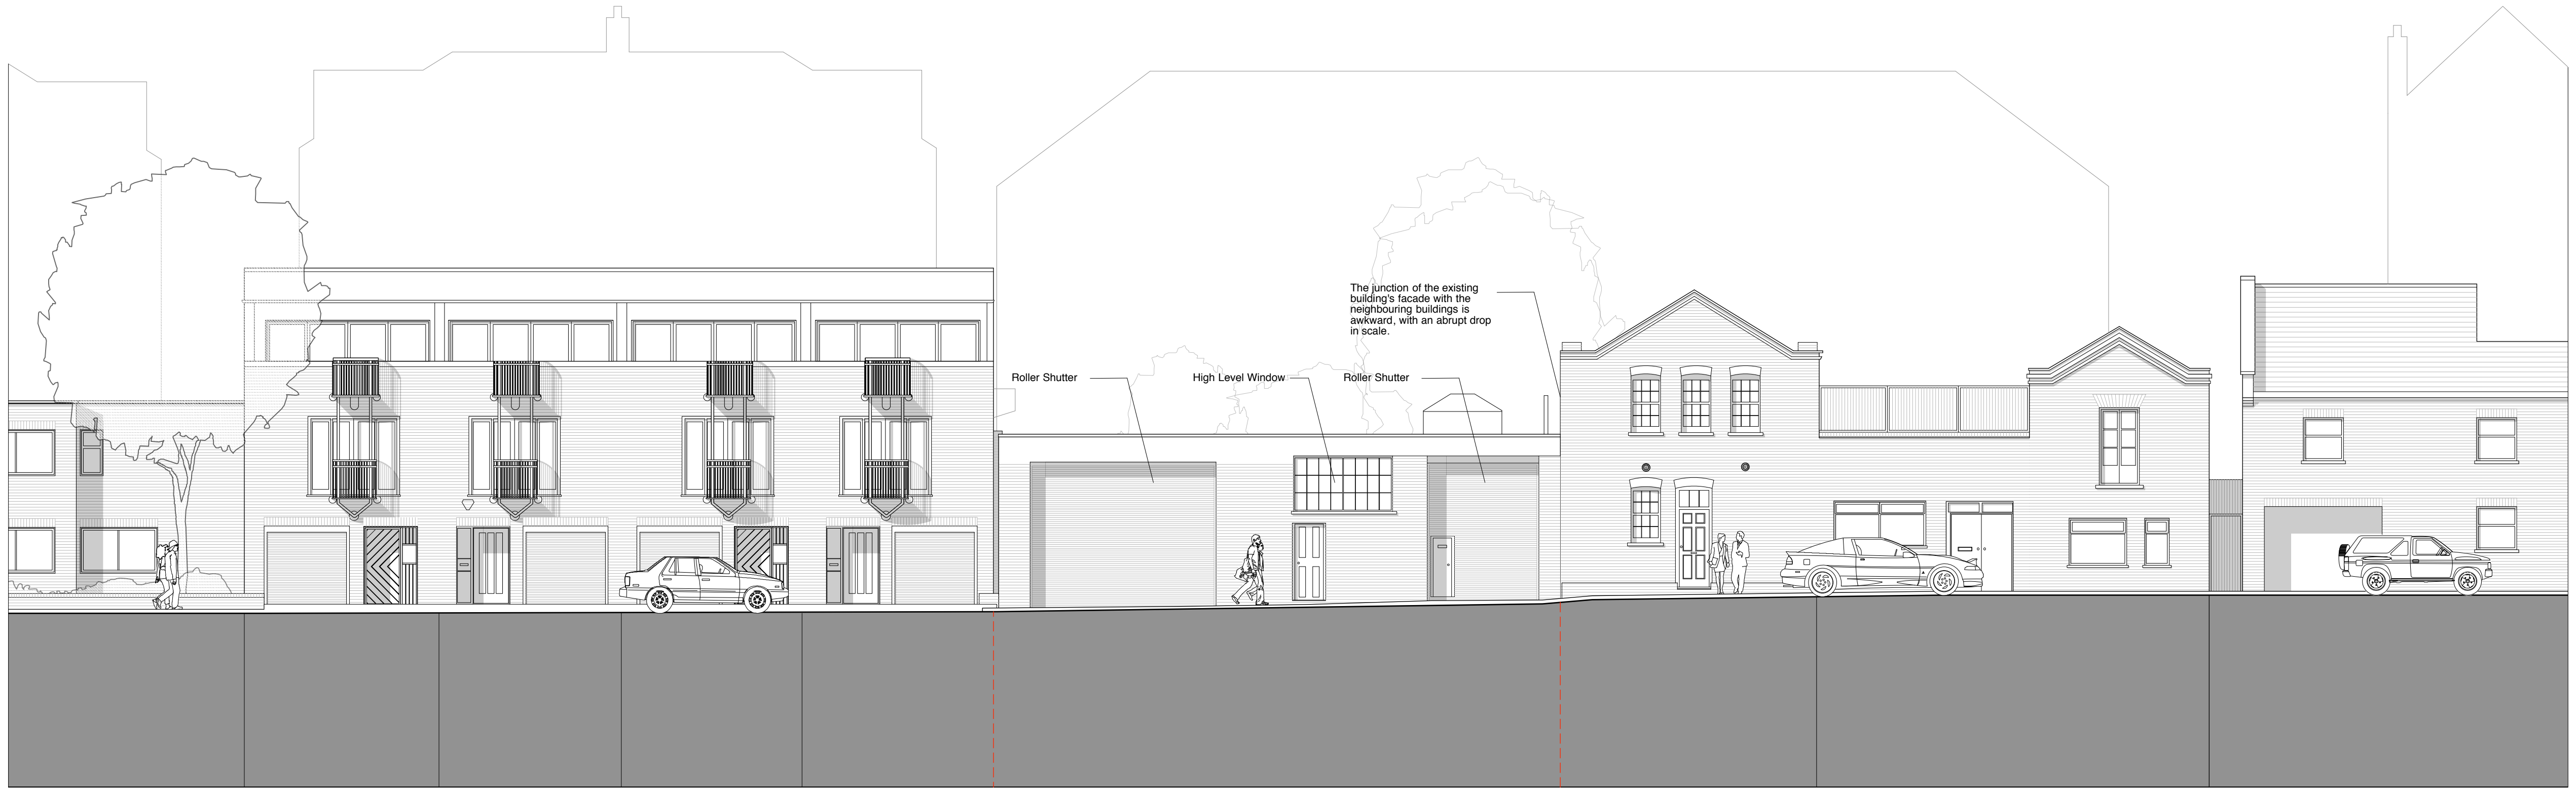 The junction of the existing
building's facade with the
neighbouring buildings is
awkward, with an abrupt drop
in scale.
Roller Shutter
High Level Window
Roller Shutter